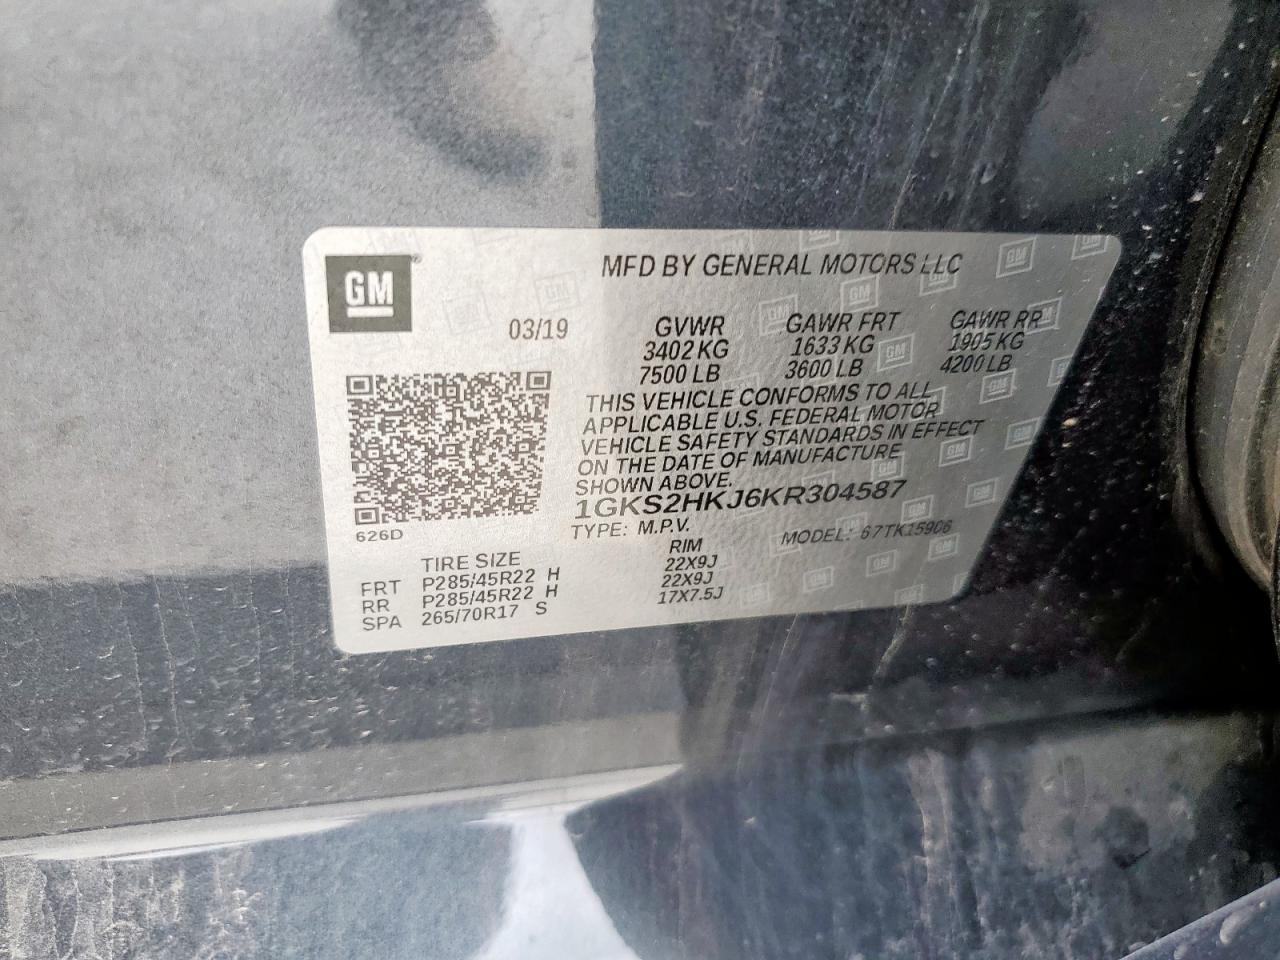 GM
MFD BY GENERAL MOTORS LLC
03/19
GVWR GAWR FRT GAWR RR
3402 KG 1633 KG 1905 KG
7500 LB 3600 LB 4200 LB
THIS VEHICLE CONFORMS TO ALL
APPLICABLE U.S. FEDERAL MOTOR
VEHICLE SAFETY STANDARDS IN EFFECT
ON THE DATE OF MANUFACTURE
SHOWN ABOVE.
1GKS2HKJ6KR304587
626D
TYPE: M.P.V. MODEL: 67TK15906
TIRE SIZE RIM
FRT P285/45R22 H 22X9J
RR P285/45R22 H 22X9J
SPA 265/70R17 S 17X7.5J